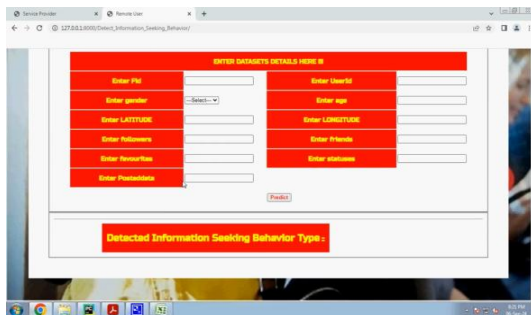 Service Provider
Remote User
127.0.0.1:8000/Detect_Information_Seeking_Behavior/
ENTER DATASETS DETAILS HERE !!!
Enter Pid
Enter UserId
Enter gender
---Select---
Enter age
Enter LATITUDE
Enter LONGITUDE
Enter followers
Enter friends
Enter favourites
Enter statuses
Enter Posteddate
Predict
Detected Information Seeking Behavior Type :